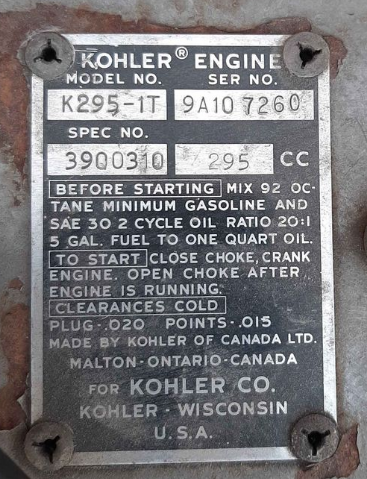 KOHLER® ENGINE
MODEL NO. SER NO.
K295-1T 9A10 7260
SPEC NO.
3900310 295 CC
BEFORE STARTING MIX 92 OC-
TANE MINIMUM GASOLINE AND
SAE 30 2 CYCLE OIL RATIO 20:1
5 GAL. FUEL TO ONE QUART OIL.
TO START CLOSE CHOKE, CRANK
ENGINE. OPEN CHOKE AFTER
ENGINE IS RUNNING.
CLEARANCES COLD
PLUG-.020 POINTS-.015
MADE BY KOHLER OF CANADA LTD.
MALTON-ONTARIO-CANADA
FOR KOHLER CO.
KOHLER - WISCONSIN
U.S.A.